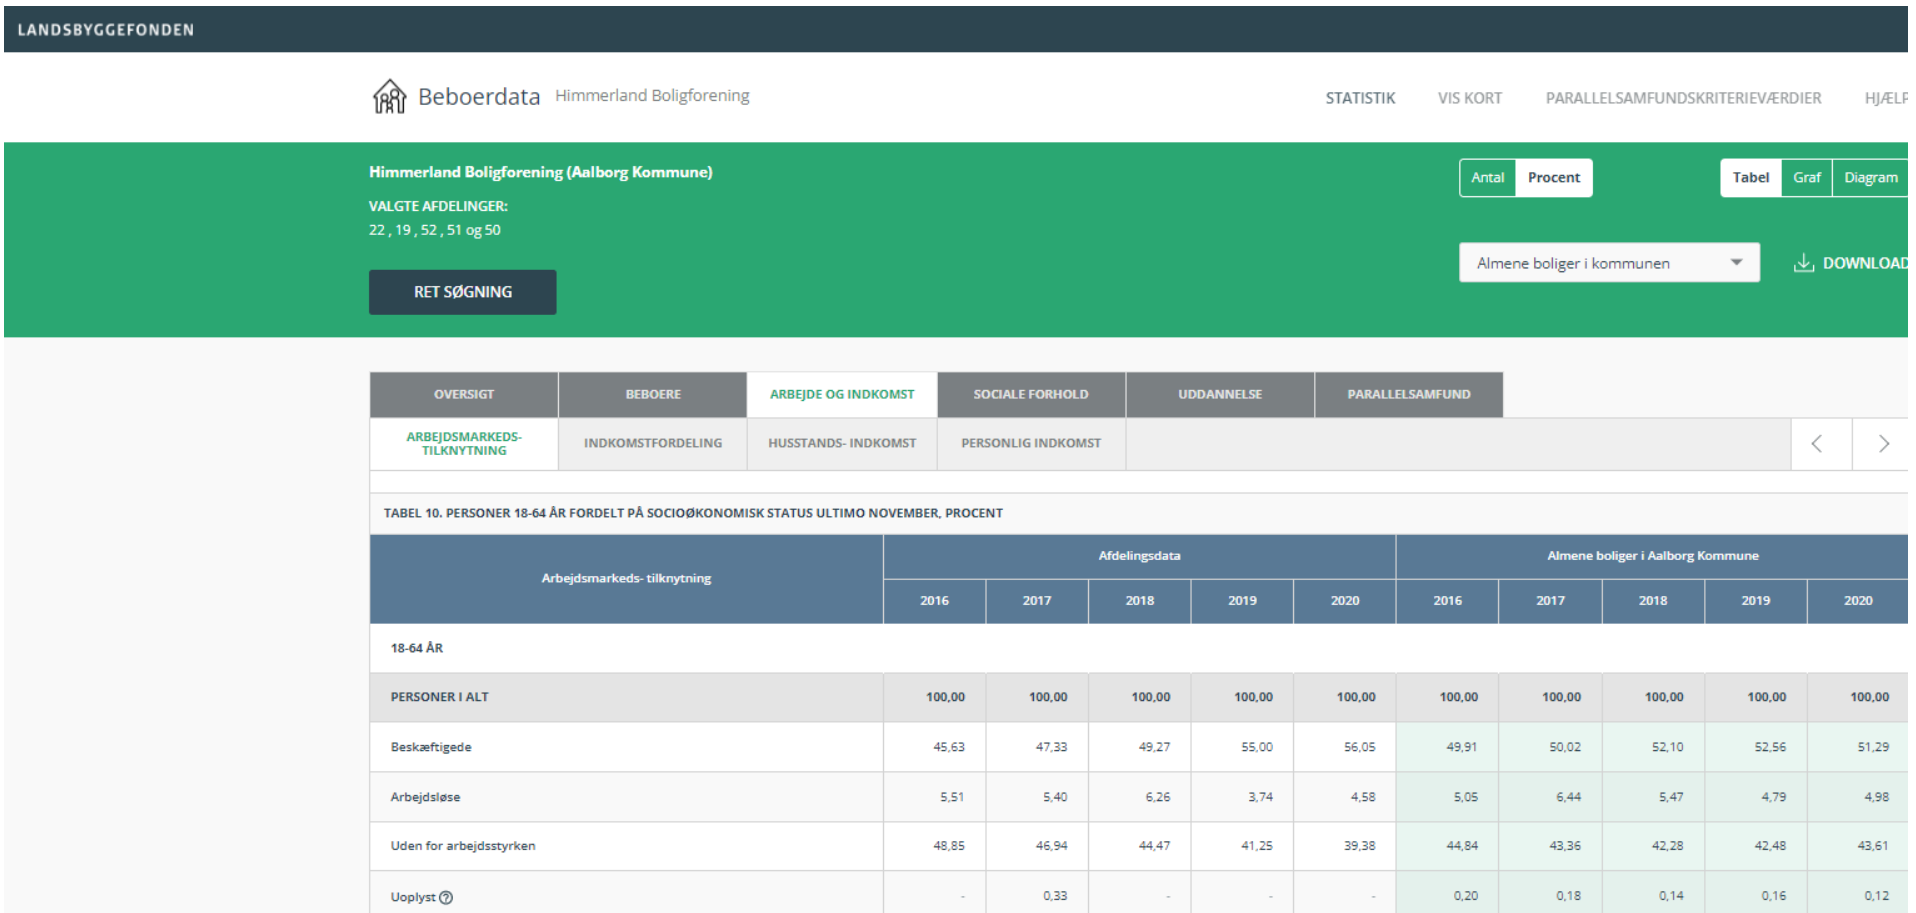 LANDSBYGGEFONDEN
Beboerdata Himmerland Boligforening
STATISTIK VIS KORT PARALLELSAMFUNDSKRITERIEVÆRDIER HJÆLP
Himmerland Boligforening (Aalborg Kommune)
VALGTE AFDELINGER:
22 , 19 , 52 , 51 og 50
RET SØGNING
Antal Procent
Tabel Graf Diagram
Almene boliger i kommunen
DOWNLOAD
OVERSIGT BEBOERE ARBEJDE OG INDKOMST SOCIALE FORHOLD UDDANNELSE PARALLELSAMFUND
ARBEJDSMARKEDS-
TILKNYTNING
INDKOMSTFORDELING HUSSTANDS- INDKOMST PERSONLIG INDKOMST
TABEL 10. PERSONER 18-64 ÅR FORDELT PÅ SOCIOØKONOMISK STATUS ULTIMO NOVEMBER, PROCENT
Arbejdsmarkeds- tilknytning
Afdelingsdata Almene boliger i Aalborg Kommune
2016 2017 2018 2019 2020 2016 2017 2018 2019 2020
18-64 ÅR
PERSONER I ALT 100,00 100,00 100,00 100,00 100,00 100,00 100,00 100,00 100,00 100,00
Beskæftigede 45,63 47,33 49,27 55,00 56,05 49,91 50,02 52,10 52,56 51,29
Arbejdsløse 5,51 5,40 6,26 3,74 4,58 5,05 6,44 5,47 4,79 4,98
Uden for arbejdsstyrken 48,85 46,94 44,47 41,25 39,38 44,84 43,36 42,28 42,48 43,61
Uoplyst ? - 0,33 - - - 0,20 0,18 0,14 0,16 0,12